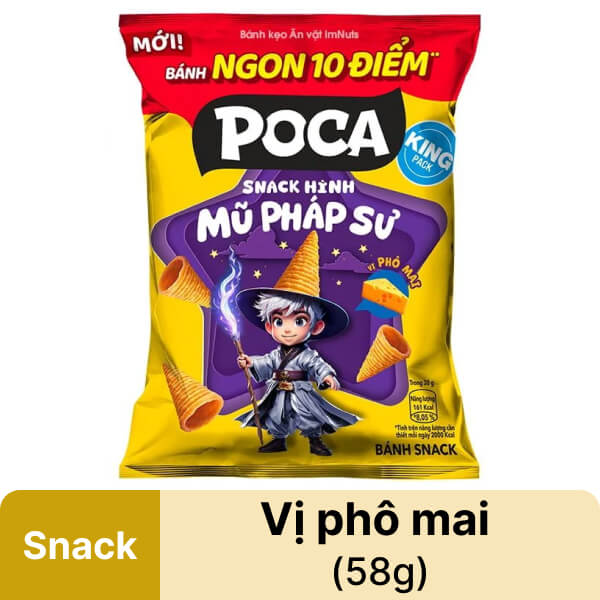 Bánh kẹo Ăn vặt imNuts
MỚI!
BÁNH NGON 10 ĐIỂM**
POCA
KING
PACK
SNACK HÌNH
MŨ PHÁP SƯ
VỊ PHÔ MAI
Trong 30 g
Năng lượng
161 Kcal
*8,05 %
*Tính trên năng lượng cần
thiết mỗi ngày 2000 Kcal
BÁNH SNACK
Snack
Vị phô mai
(58g)